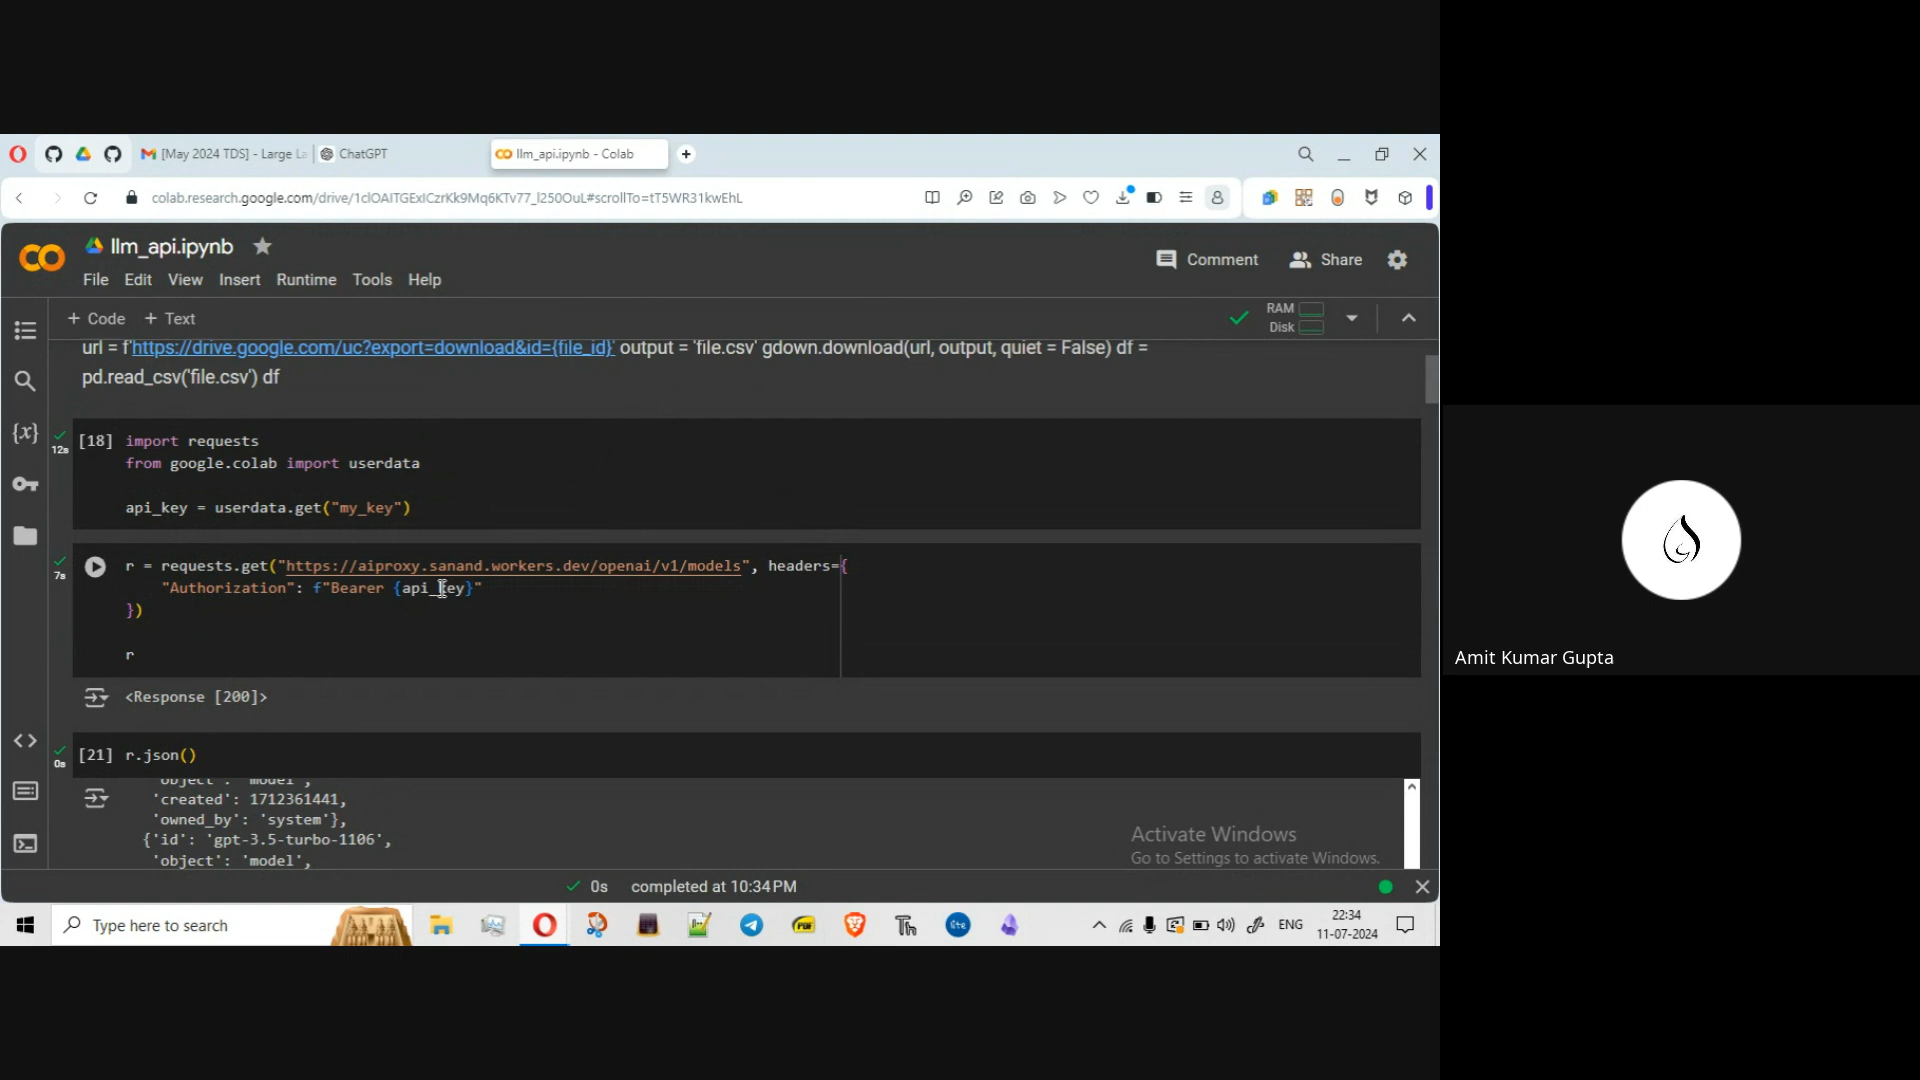 [May 2024 TDS] - Large La
ChatGPT
llm_api.ipynb - Colab
colab.research.google.com/drive/1clOAITGExICzrKk9Mq6KTv77_l250OuL#scrollTo=tT5WR31kwEhL
llm_api.ipynb
Comment
Share
File Edit View Insert Runtime Tools Help
+ Code + Text
RAM
Disk
url = f'https://drive.google.com/uc?export=download&id={file_id}' output = 'file.csv' gdown.download(url, output, quiet = False) df =
pd.read_csv('file.csv') df
12s
[18] import requests
from google.colab import userdata
api_key = userdata.get("my_key")
7s
r = requests.get("https://aiproxy.sanand.workers.dev/openai/v1/models", headers={
"Authorization": f"Bearer {api_key}"
})
r
<Response [200]>
0s
[21] r.json()
'object': 'model',
'created': 1712361441,
'owned_by': 'system'},
{'id': 'gpt-3.5-turbo-1106',
'object': 'model',
Activate Windows
Go to Settings to activate Windows.
0s completed at 10:34 PM
Type here to search
ENG
22:34
11-07-2024
Amit Kumar Gupta